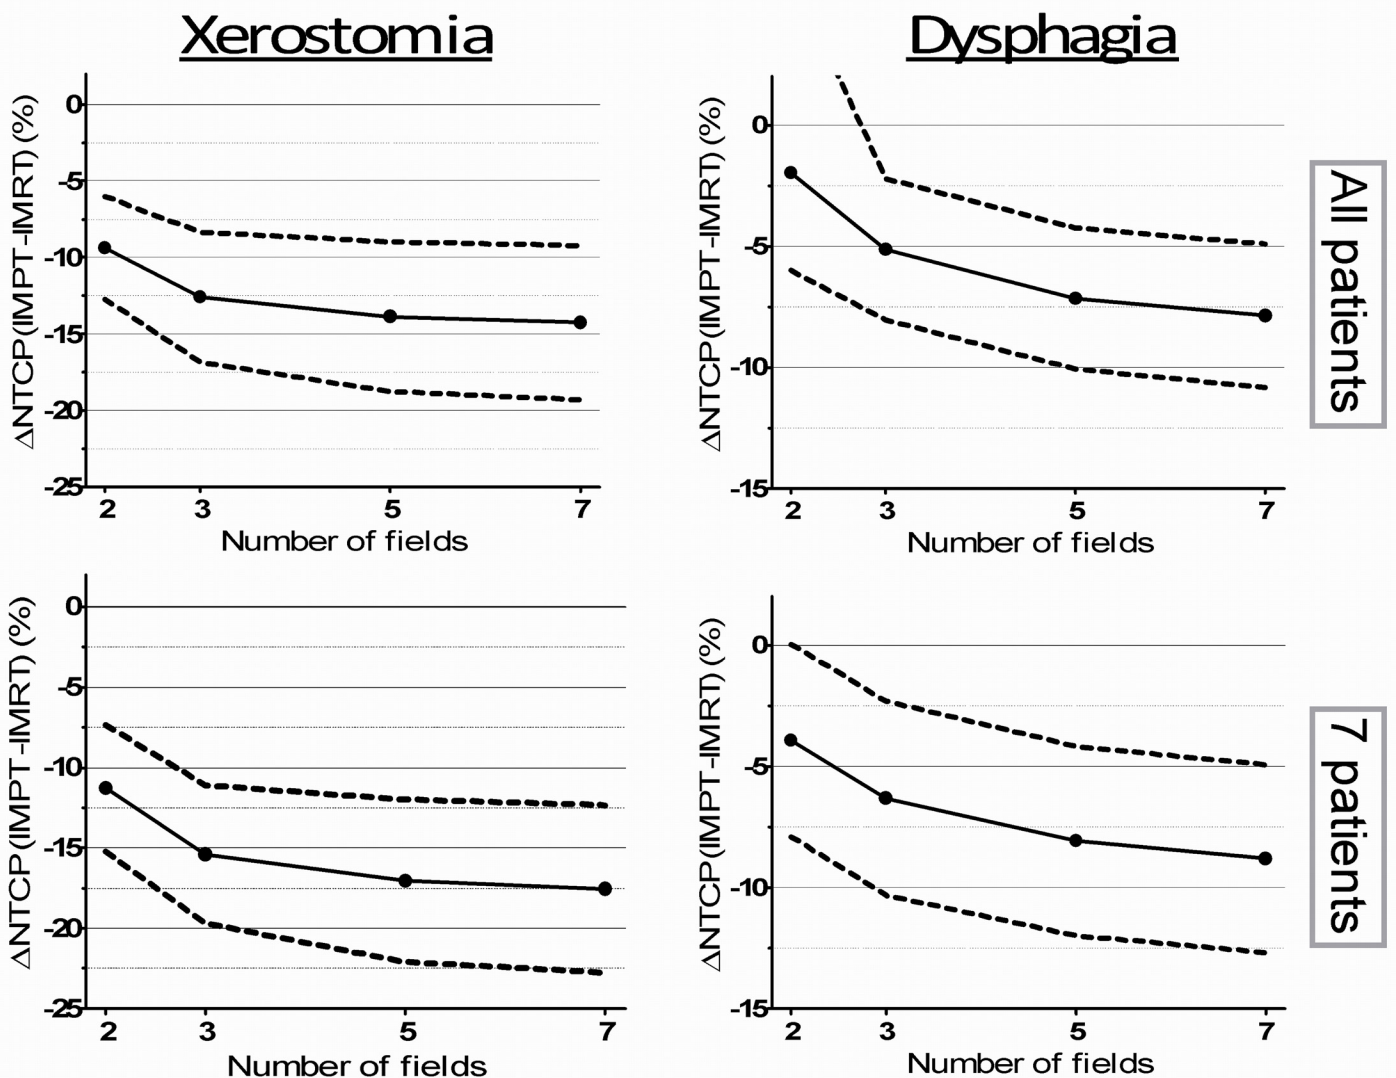 Xerostomia
Dysphagia
ΔNTCP(IMPT-IMRT) (%)
0
-5
-10
-15
-20
-25
2 3 5 7
Number of fields
ΔNTCP(IMPT-IMRT) (%)
0
-5
-10
-15
2 3 5 7
Number of fields
All patients
ΔNTCP(IMPT-IMRT) (%)
0
-5
-10
-15
-20
-25
2 3 5 7
Number of fields
ΔNTCP(IMPT-IMRT) (%)
0
-5
-10
-15
2 3 5 7
Number of fields
7 patients